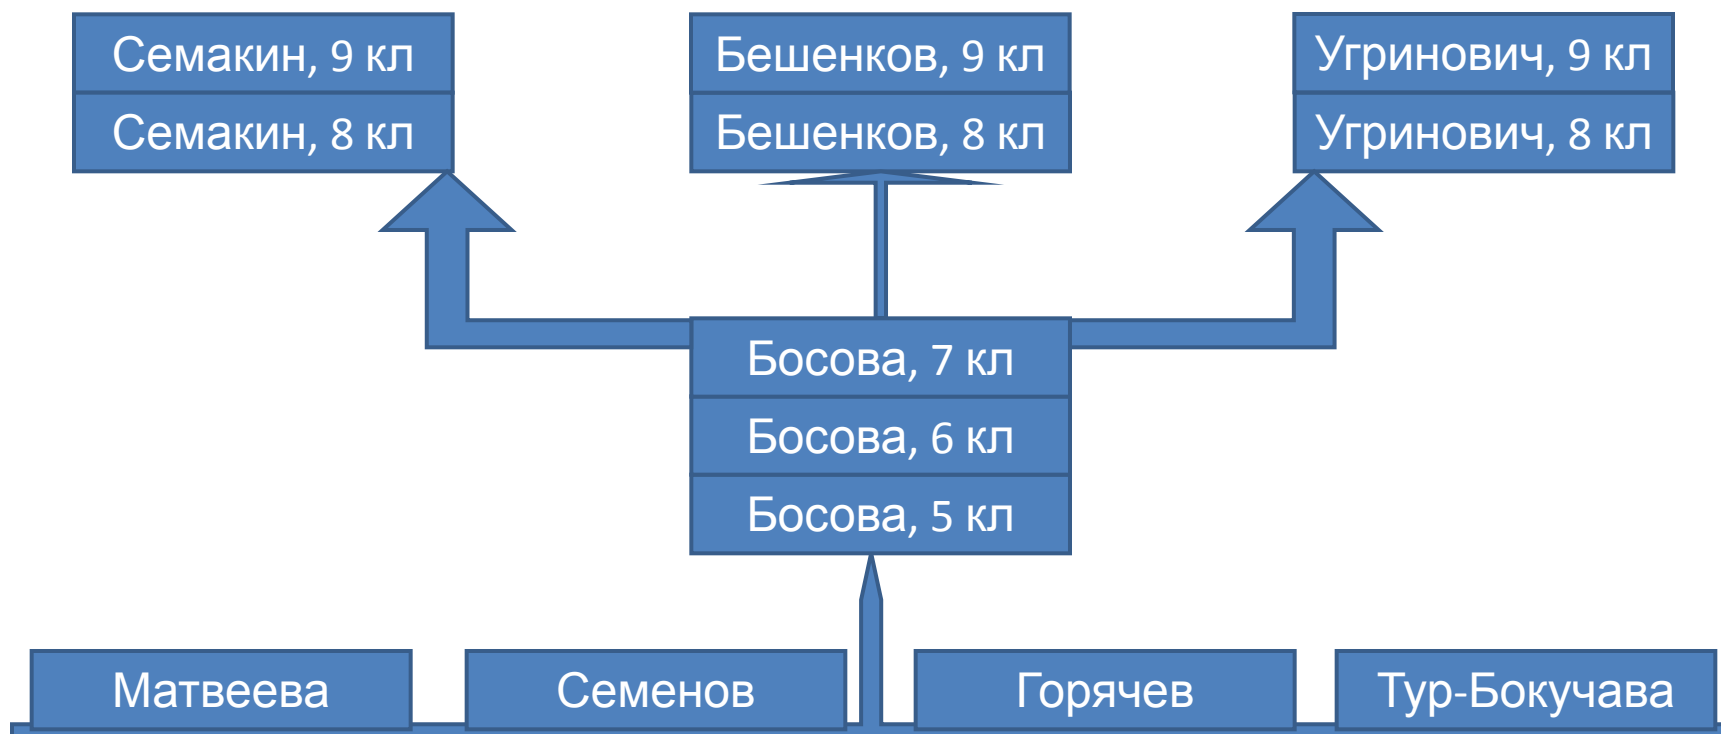 Семакин, 9 кл
Бешенков, 9 кл
Угринович, 9 кл
Семакин, 8 кл
Бешенков, 8 кл
Угринович, 8 кл
Босова, 7 кл
Босова, 6 кл
Босова, 5 кл
Матвеева
Семенов
Горячев
Тур-Бокучава